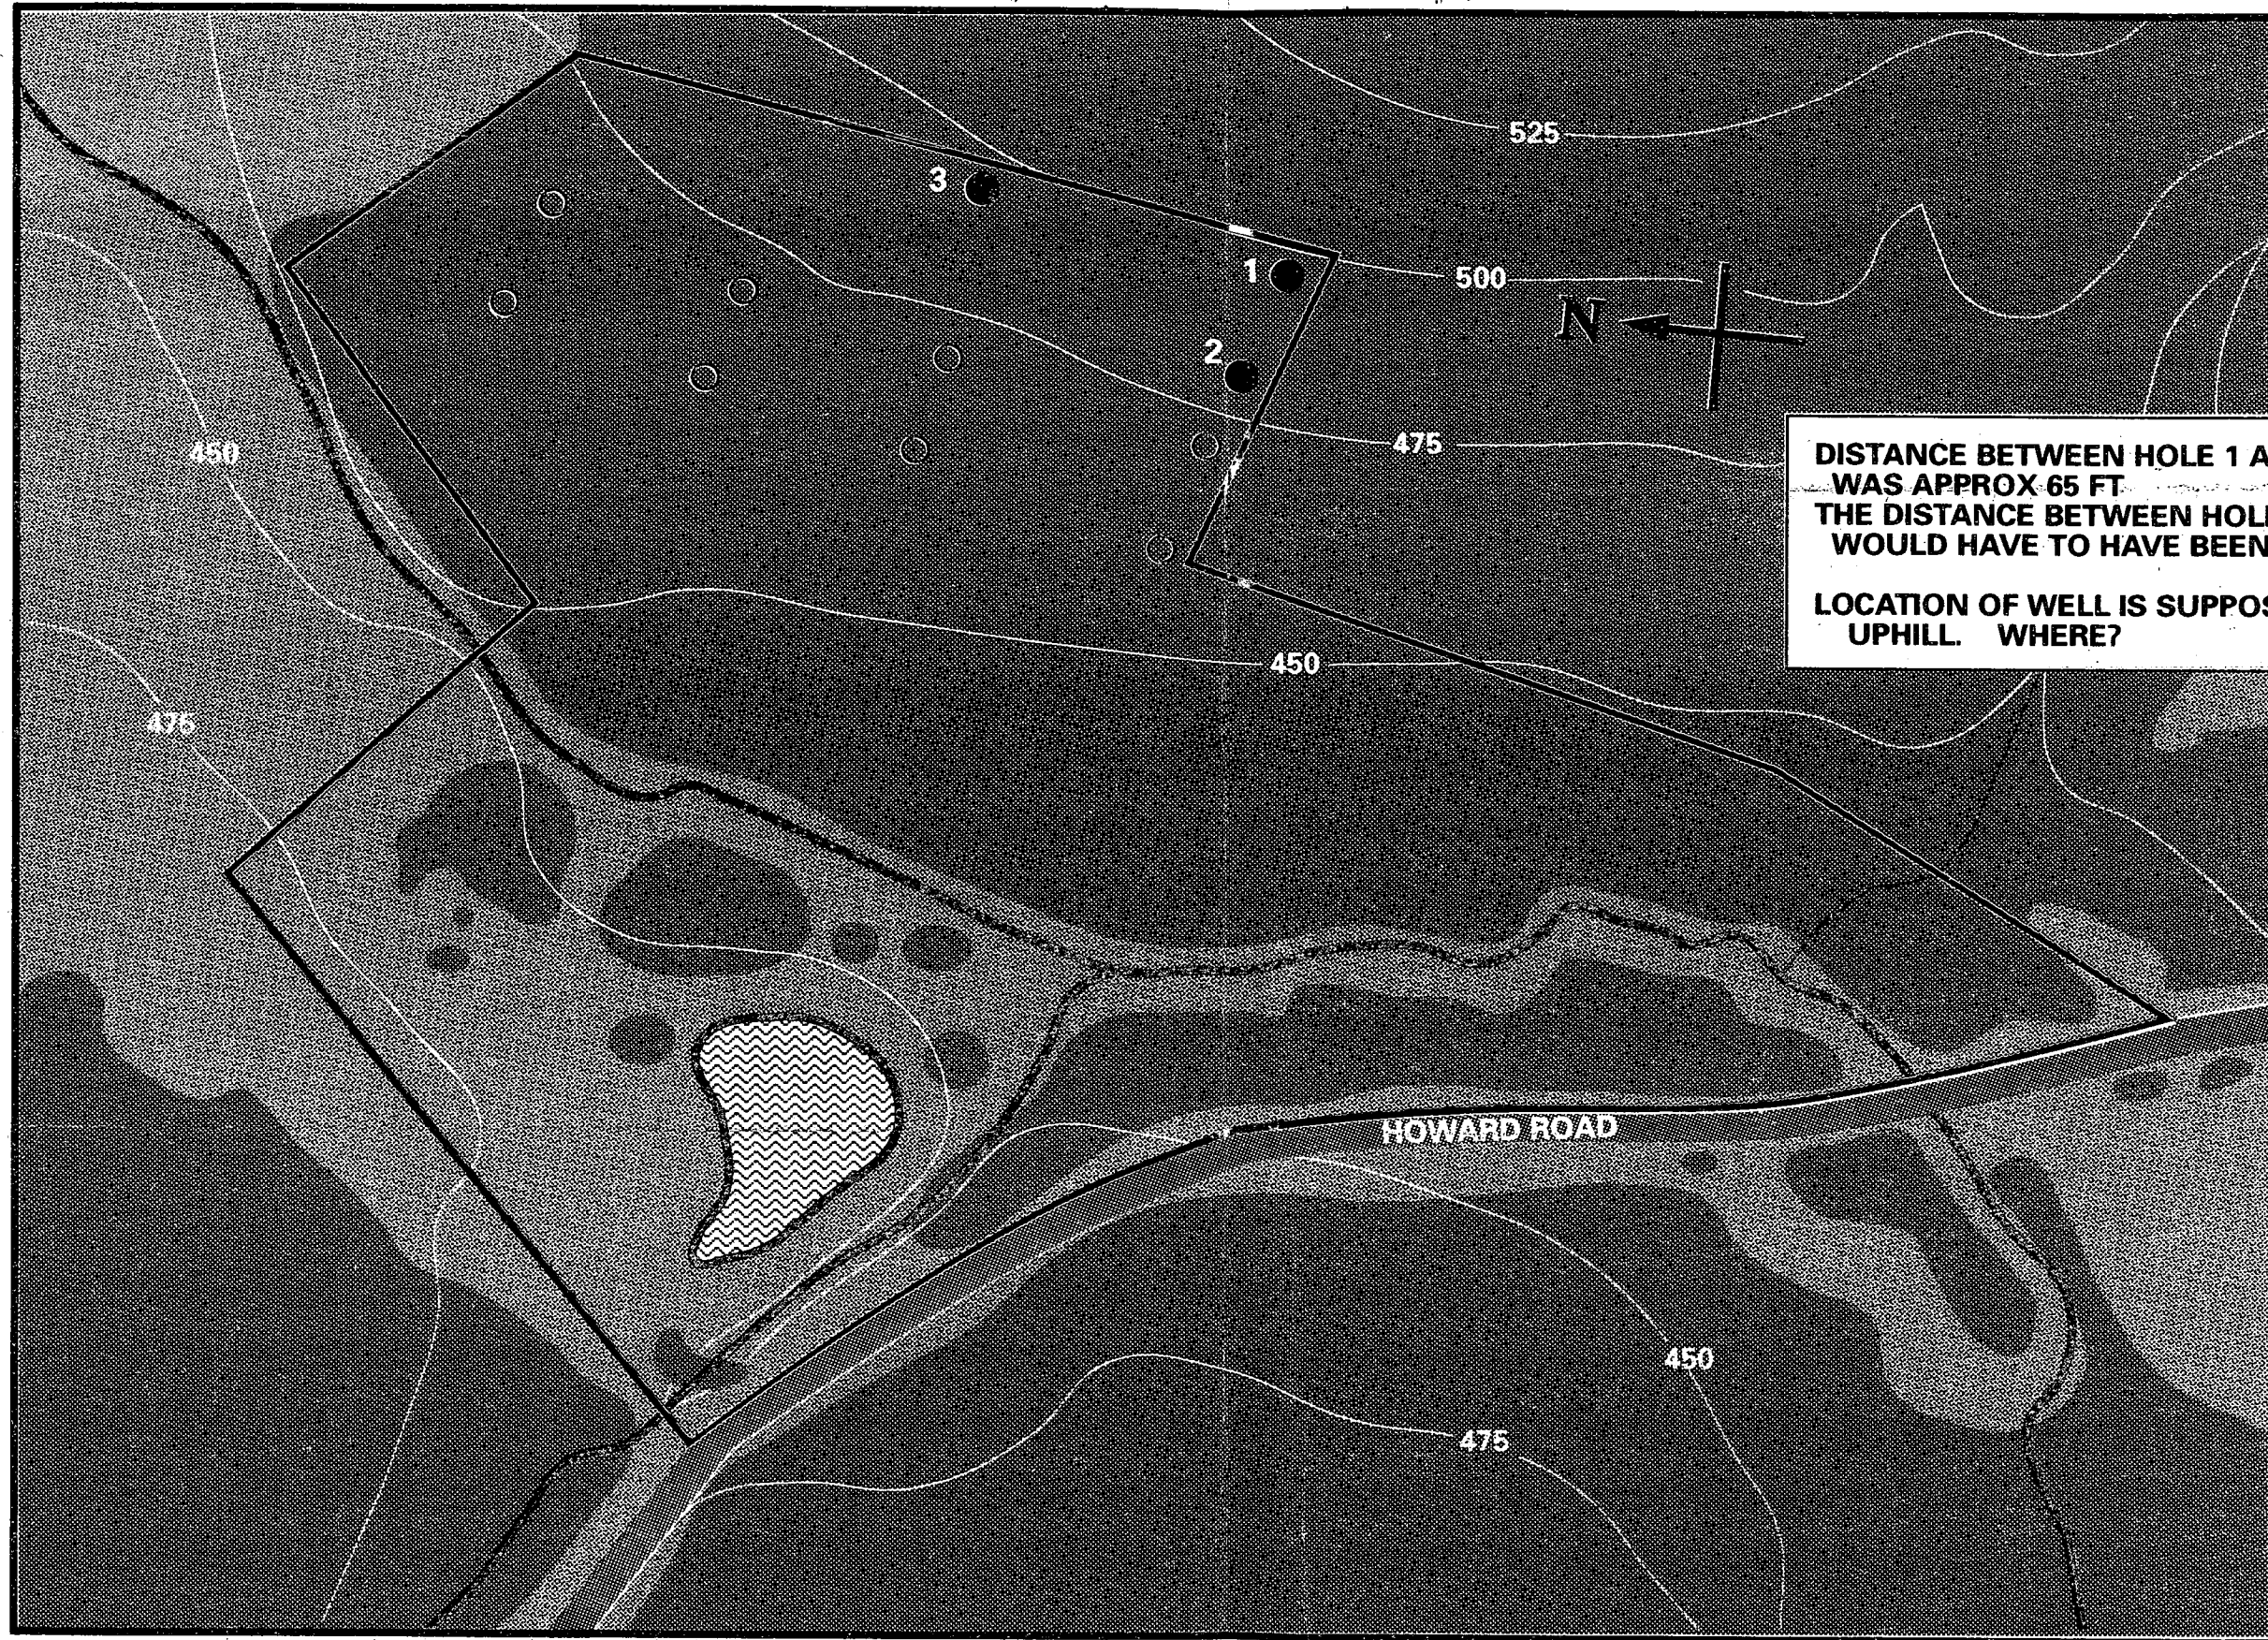 525
3
1
500
N
2
450
475
DISTANCE BETWEEN HOLE 1 A
WAS APPROX 65 FT
THE DISTANCE BETWEEN HOLE
WOULD HAVE TO HAVE BEEN
LOCATION OF WELL IS SUPPOS
UPHILL. WHERE?
450
475
HOWARD ROAD
450
475